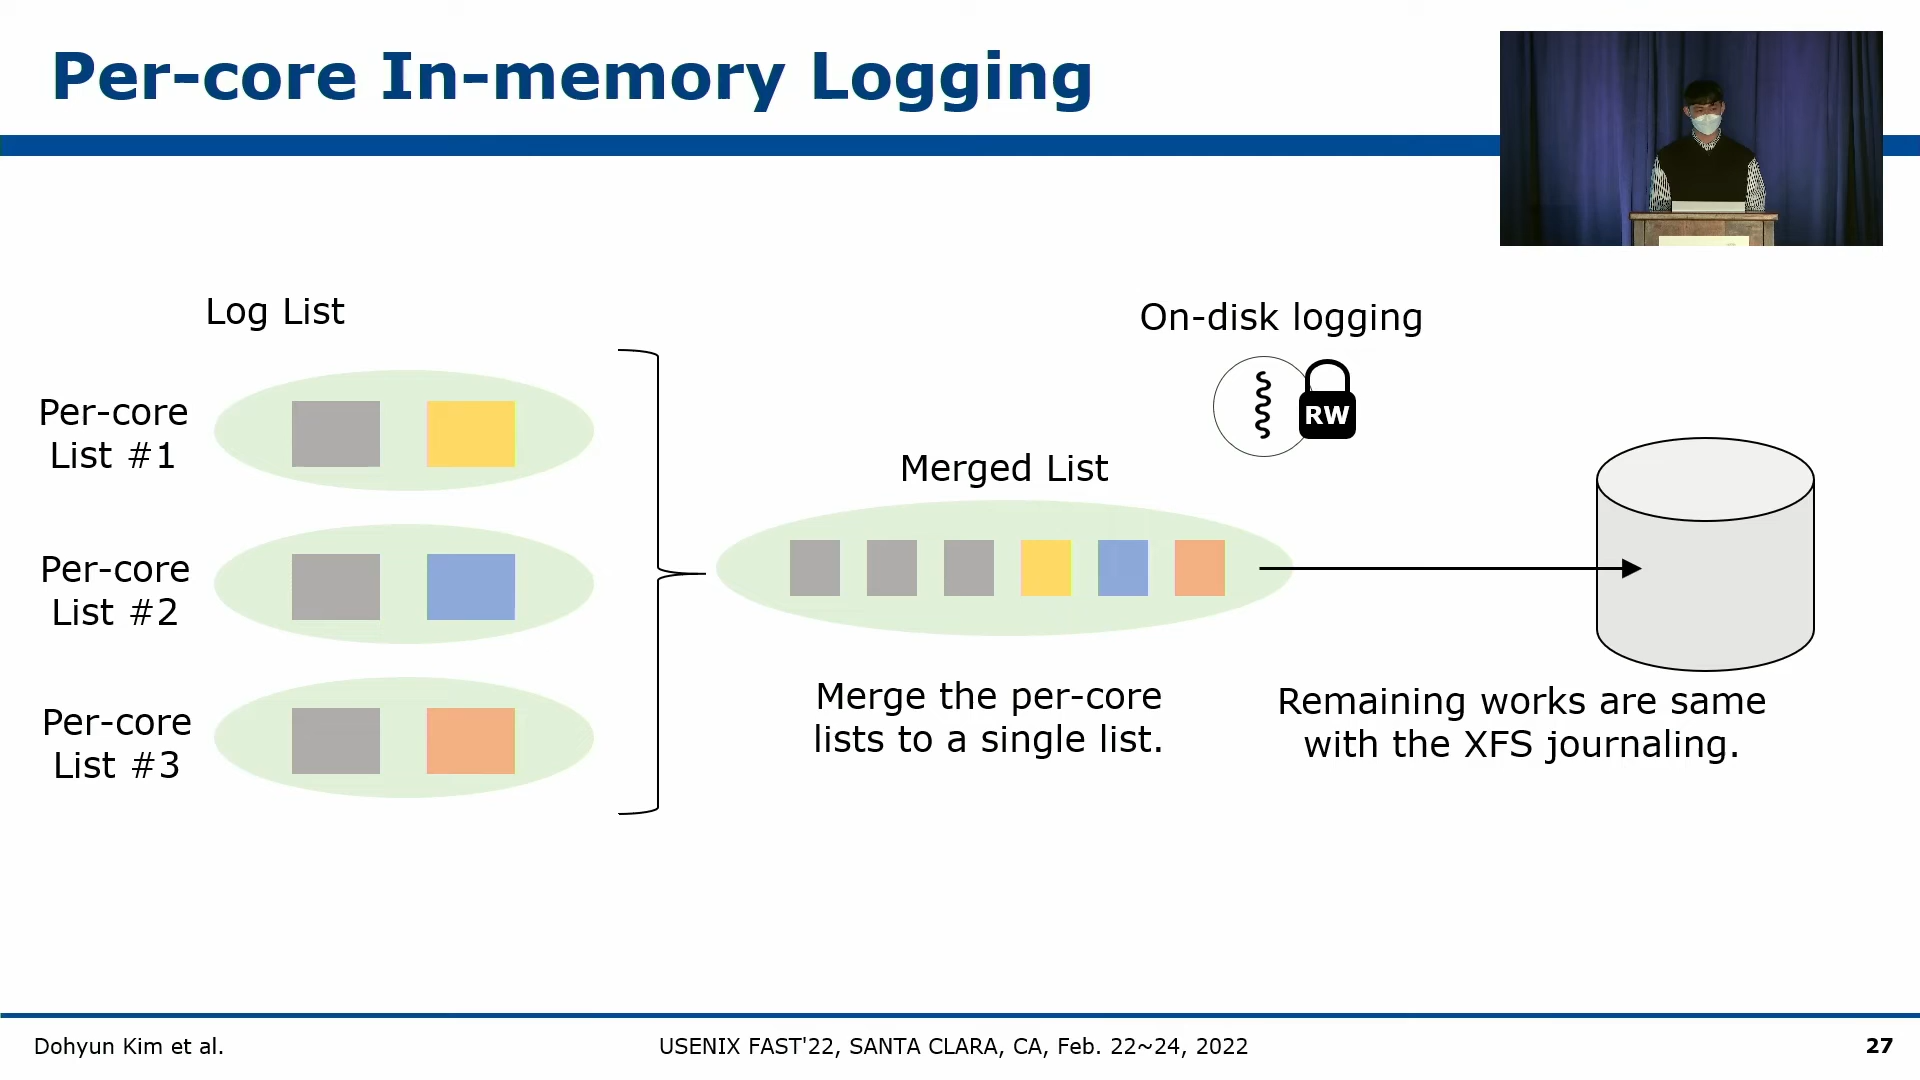 Per-core In-memory Logging
Log List
Per-core
List #1
Per-core
List #2
Per-core
List #3
Merged List
Merge the per-core
lists to a single list.
On-disk logging
RW
Remaining works are same
with the XFS journaling.
Dohyun Kim et al.
USENIX FAST'22, SANTA CLARA, CA, Feb. 22~24, 2022
27